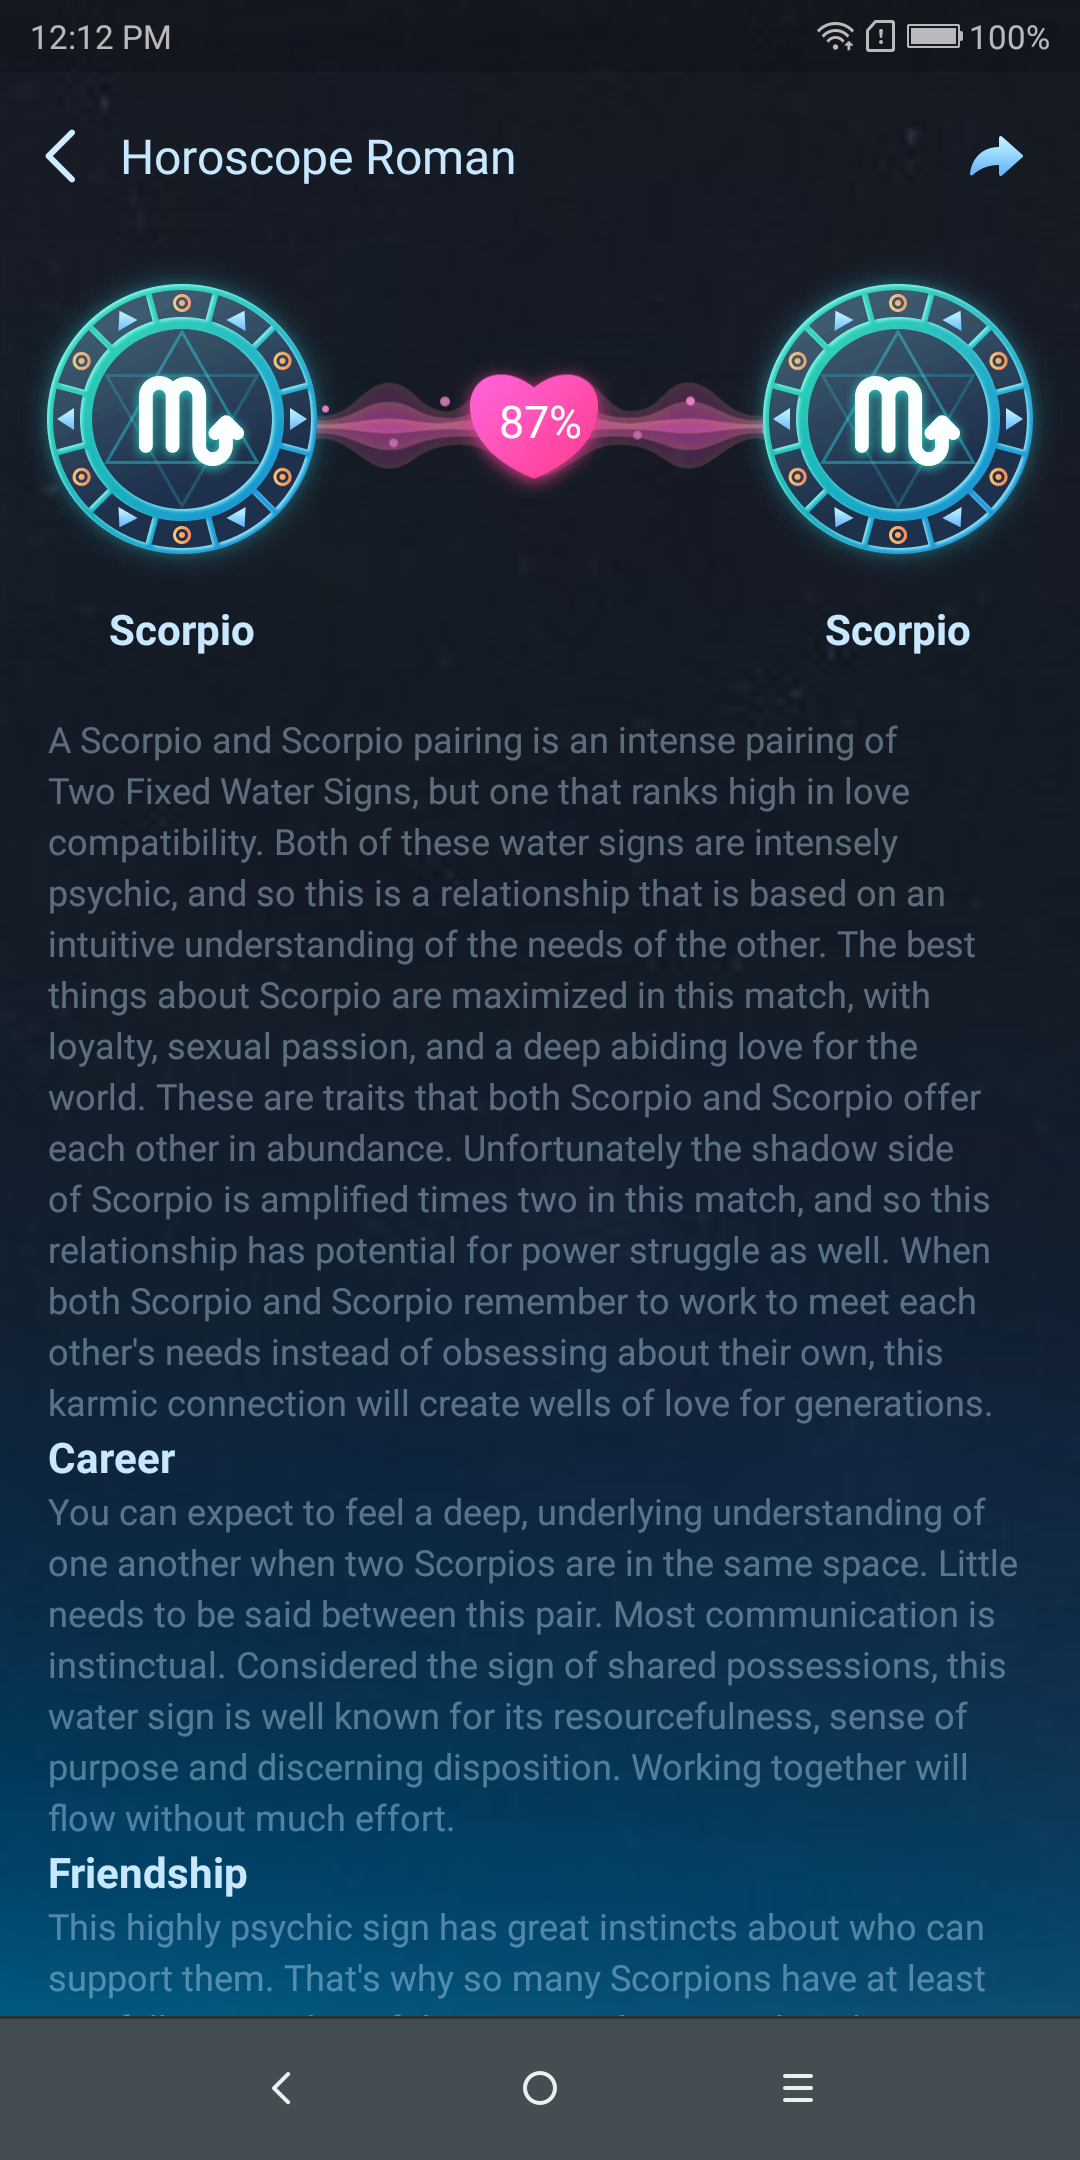 12:12 PM
100%
Horoscope Roman
87%
Scorpio
Scorpio
A Scorpio and Scorpio pairing is an intense pairing of
Two Fixed Water Signs, but one that ranks high in love
compatibility. Both of these water signs are intensely
psychic, and so this is a relationship that is based on an
intuitive understanding of the needs of the other. The best
things about Scorpio are maximized in this match, with
loyalty, sexual passion, and a deep abiding love for the
world. These are traits that both Scorpio and Scorpio offer
each other in abundance. Unfortunately the shadow side
of Scorpio is amplified times two in this match, and so this
relationship has potential for power struggle as well. When
both Scorpio and Scorpio remember to work to meet each
other's needs instead of obsessing about their own, this
karmic connection will create wells of love for generations.
Career
You can expect to feel a deep, underlying understanding of
one another when two Scorpios are in the same space. Little
needs to be said between this pair. Most communication is
instinctual. Considered the sign of shared possessions, this
water sign is well known for its resourcefulness, sense of
purpose and discerning disposition. Working together will
flow without much effort.
Friendship
This highly psychic sign has great instincts about who can
support them. That's why so many Scorpions have at least